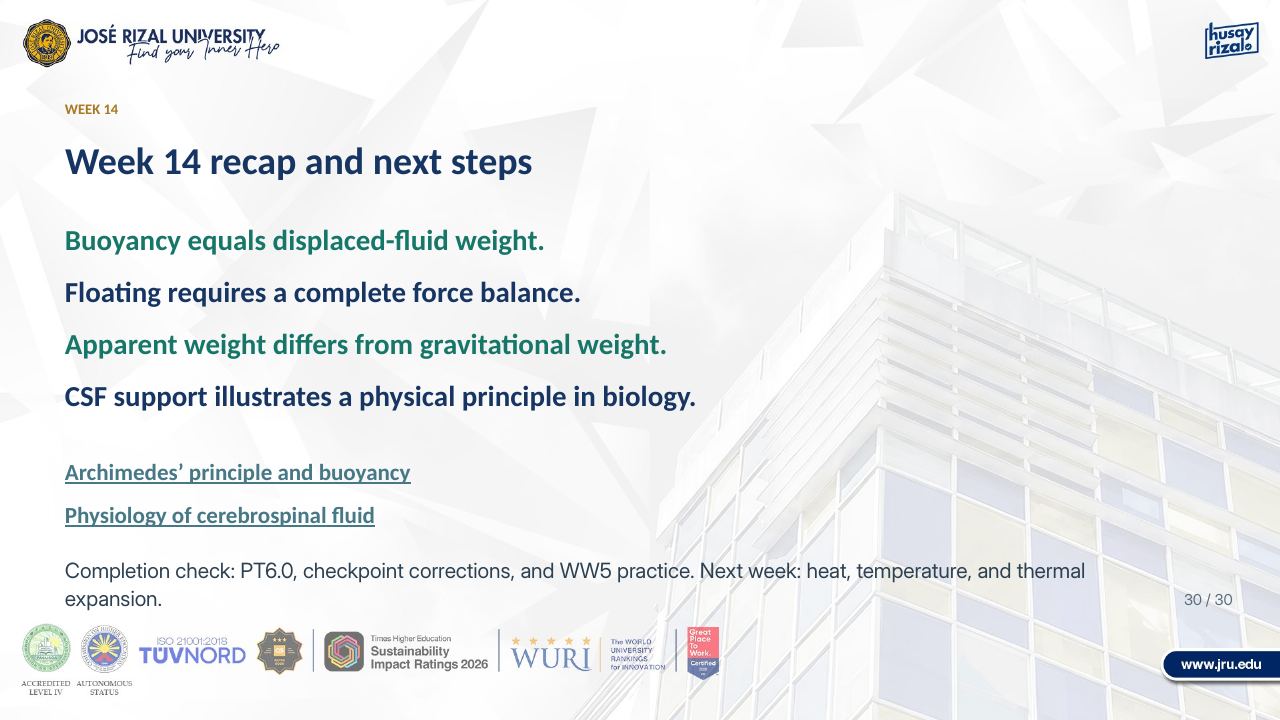 JOSÉ RIZAL UNIVERSITY
Find your Inner Hero
husay
rizal
WEEK 14
Week 14 recap and next steps
Buoyancy equals displaced-fluid weight.
Floating requires a complete force balance.
Apparent weight differs from gravitational weight.
CSF support illustrates a physical principle in biology.
Archimedes’ principle and buoyancy
Physiology of cerebrospinal fluid
Completion check: PT6.0, checkpoint corrections, and WW5 practice. Next week: heat, temperature, and thermal
expansion.
30 / 30
ACCREDITED
LEVEL IV
AUTONOMOUS
STATUS
ISO 21001:2018
TÜVNORD
Times Higher Education
Sustainability
Impact Ratings 2026
WURI
The WORLD
UNIVERSITY
RANKINGS
for INNOVATION
Great
Place
To
Work.
Certified
www.jru.edu